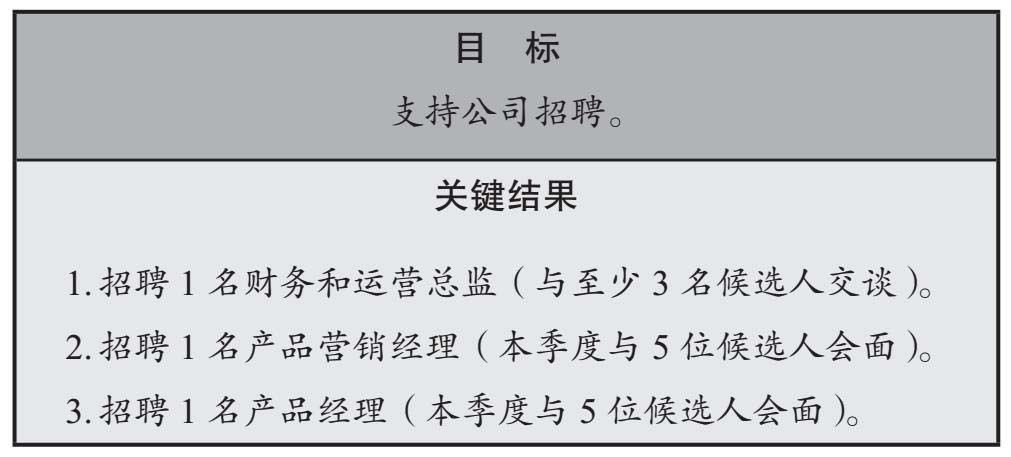 目 标
支持公司招聘。
关键结果
1.招聘 1 名财务和运营总监（与至少 3 名候选人交谈）。
2.招聘 1 名产品营销经理（本季度与 5 位候选人会面）。
3.招聘 1 名产品经理（本季度与 5 位候选人会面）。